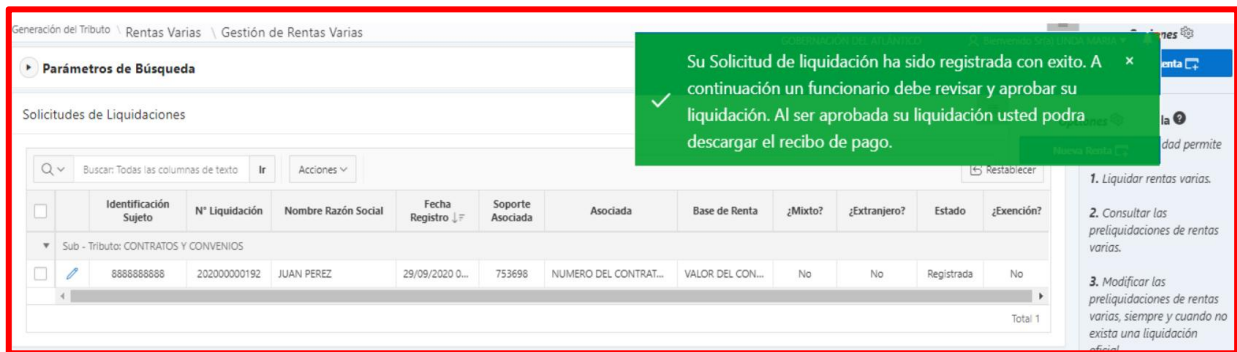 Generación del Tributo \ Rentas Varias \ Gestión de Rentas Varias
GOBERNACIÓN DEL ATLÁNTICO
Parámetros de Búsqueda
Su Solicitud de liquidación ha sido registrada con exito. A
continuación un funcionario debe revisar y aprobar su
liquidación. Al ser aprobada su liquidación usted podra
descargar el recibo de pago.
Solicitudes de Liquidaciones
Buscar: Todas las columnas de texto Ir Acciones
Nueva Renta
Restablecer
Identificación Sujeto N° Liquidación Nombre Razón Social Fecha Registro Soporte Asociada Asociada Base de Renta ¿Mixto? ¿Extranjero? Estado ¿Exención?
Sub - Tributo: CONTRATOS Y CONVENIOS
8888888888 202000000192 JUAN PEREZ 29/09/2020 0... 753698 NUMERO DEL CONTRAT... VALOR DEL CON... No No Registrada No
Total 1
dad permite
1. Liquidar rentas varias.
2. Consultar las
preliquidaciones de rentas
varias.
3. Modificar las
preliquidaciones de rentas
varias, siempre y cuando no
exista una liquidación
oficial